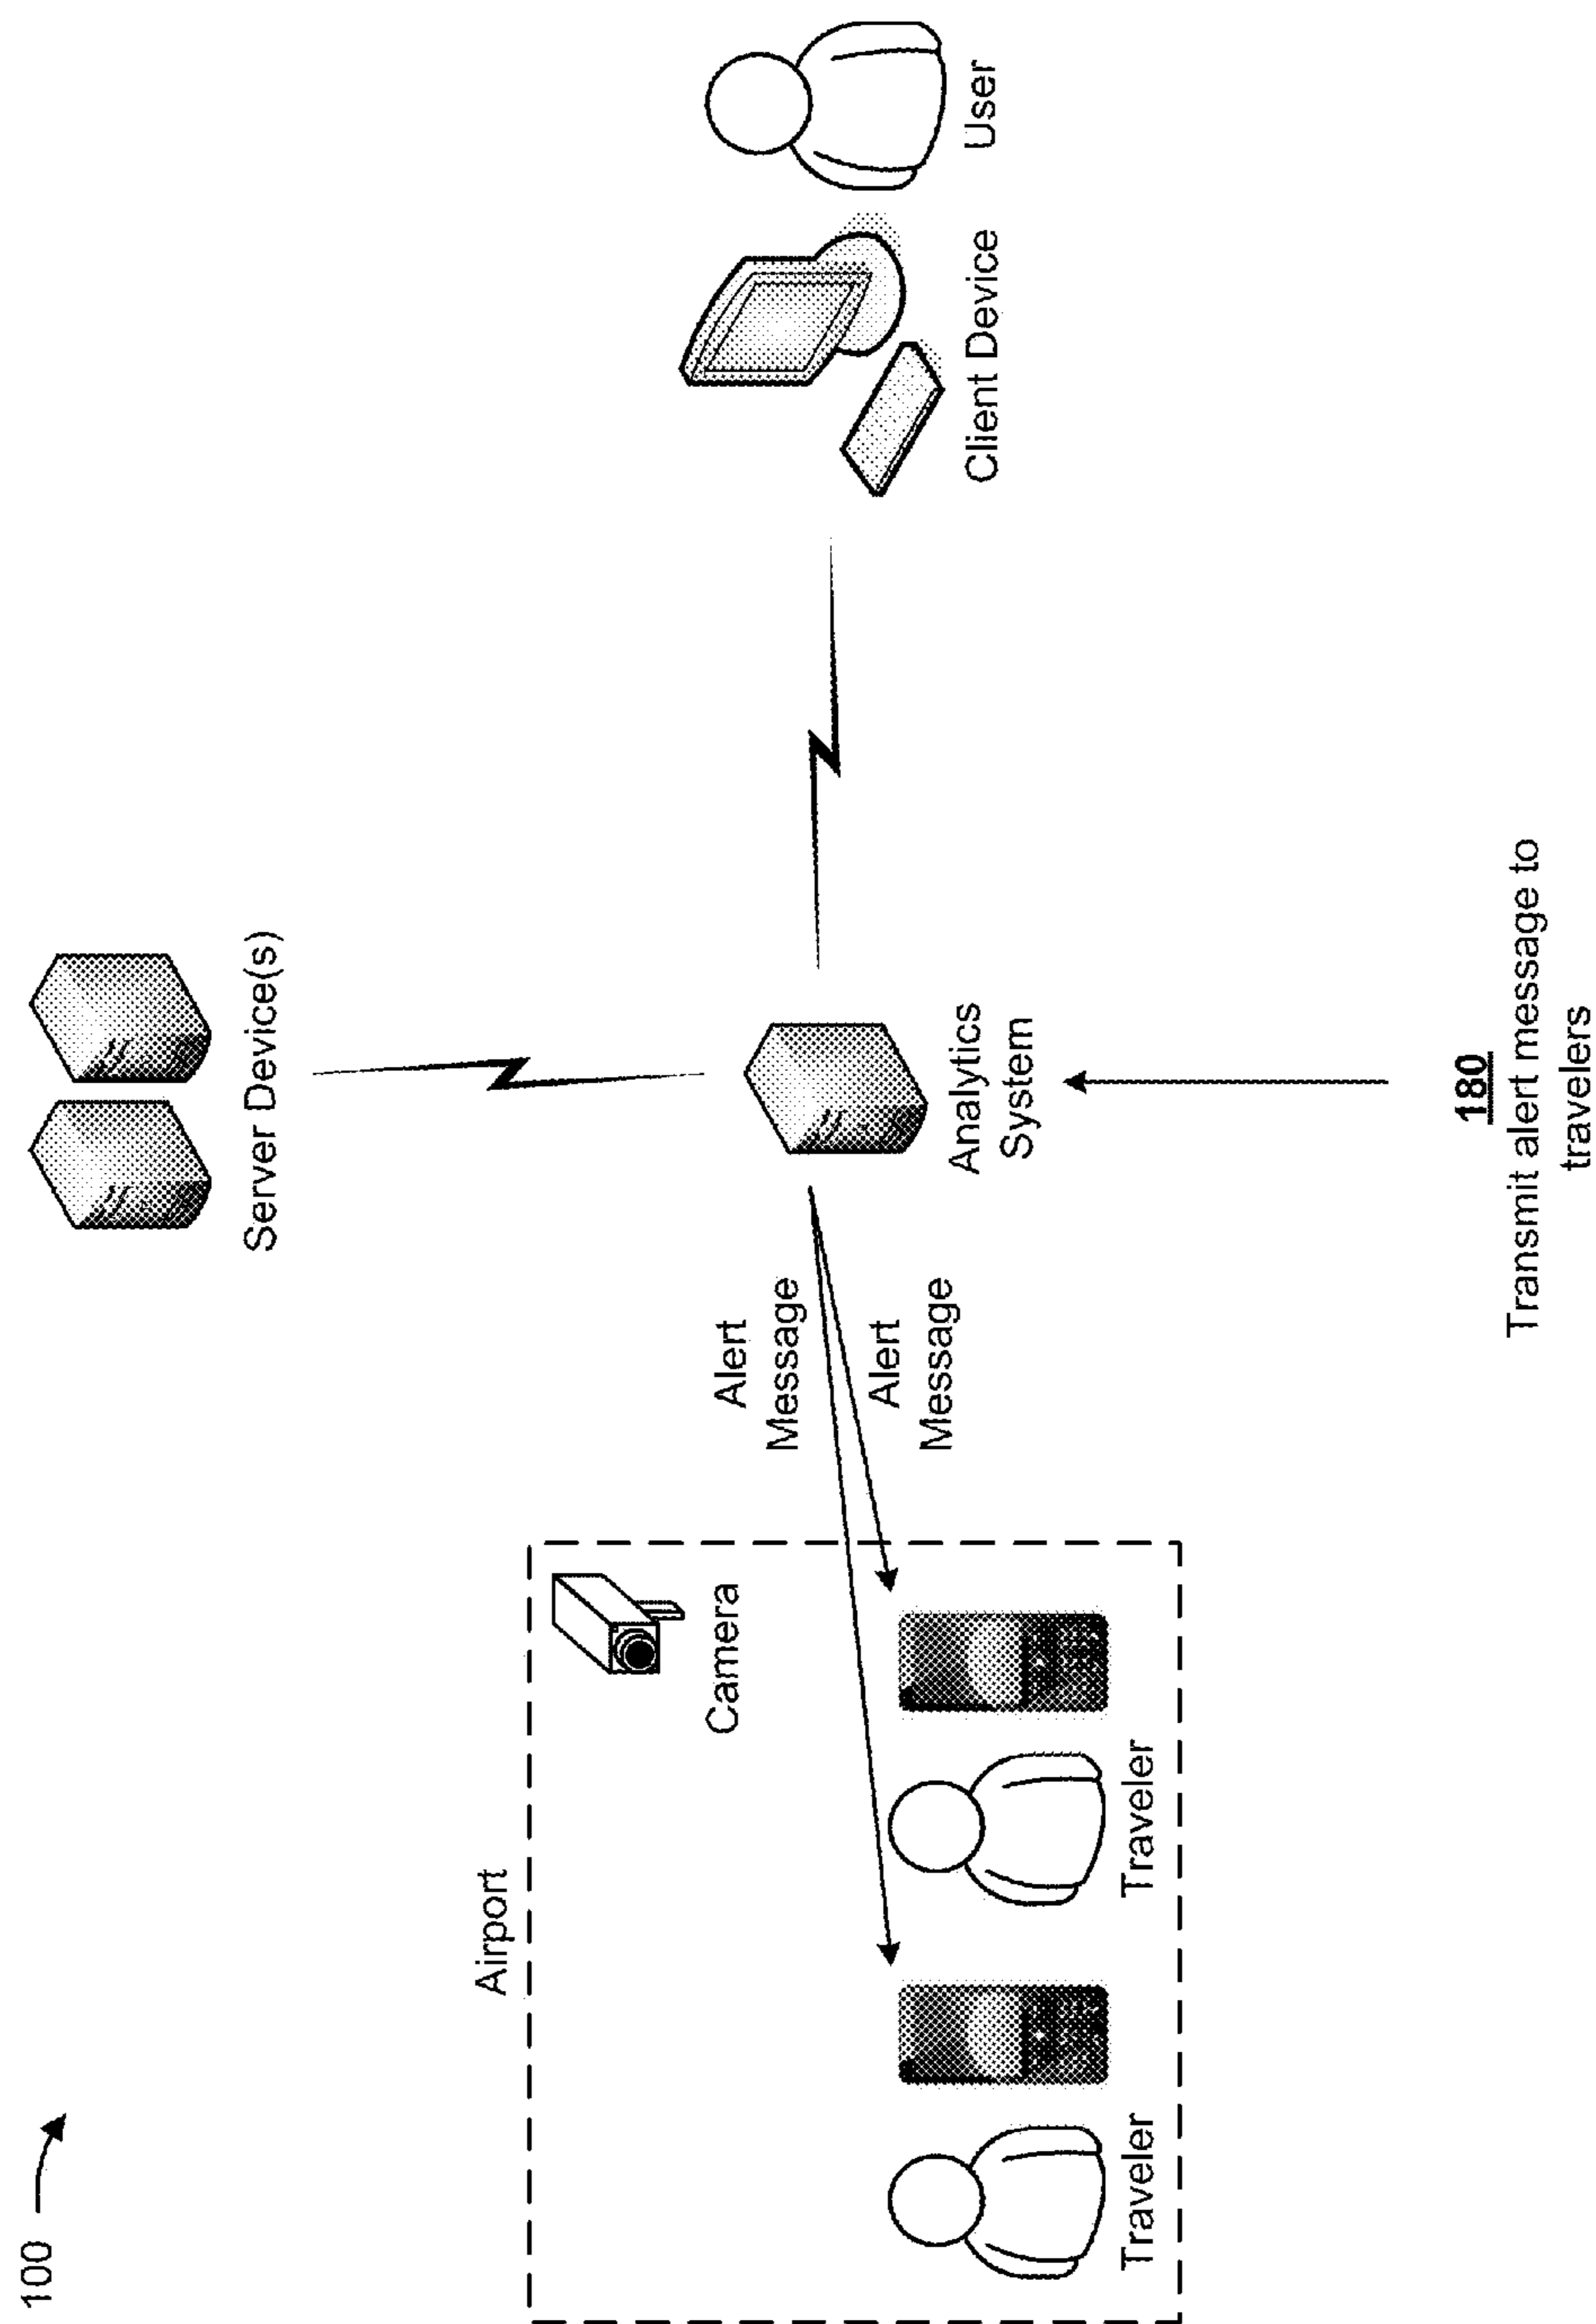 100
Server Device(s)
Airport
Camera
Alert
Message
Alert
Message
Analytics
System
Client Device
User
Traveler
Traveler
180
Transmit alert message to
travelers